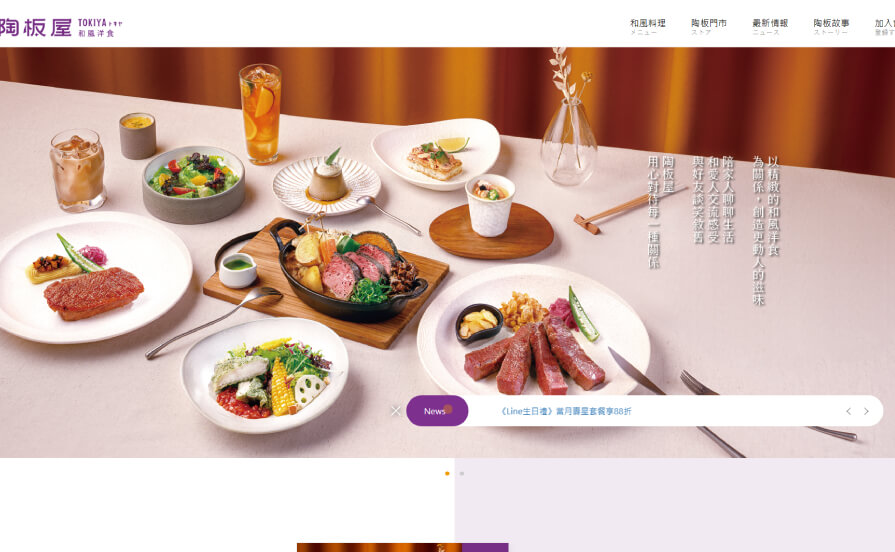 陶板屋 TOKIYA トキヤ
和風洋食
和風料理
メニュー
陶板門市
ストア
最新情報
ニュース
陶板故事
ストーリー
加入
登録す
以精緻的和風洋食
為關係，創造更動人的滋味
陪家人聊聊生活
和愛人交流感受
與好友談笑敘舊
陶板屋
用心對待每一種關係
News
《Line生日禮》當月壽星套餐享88折